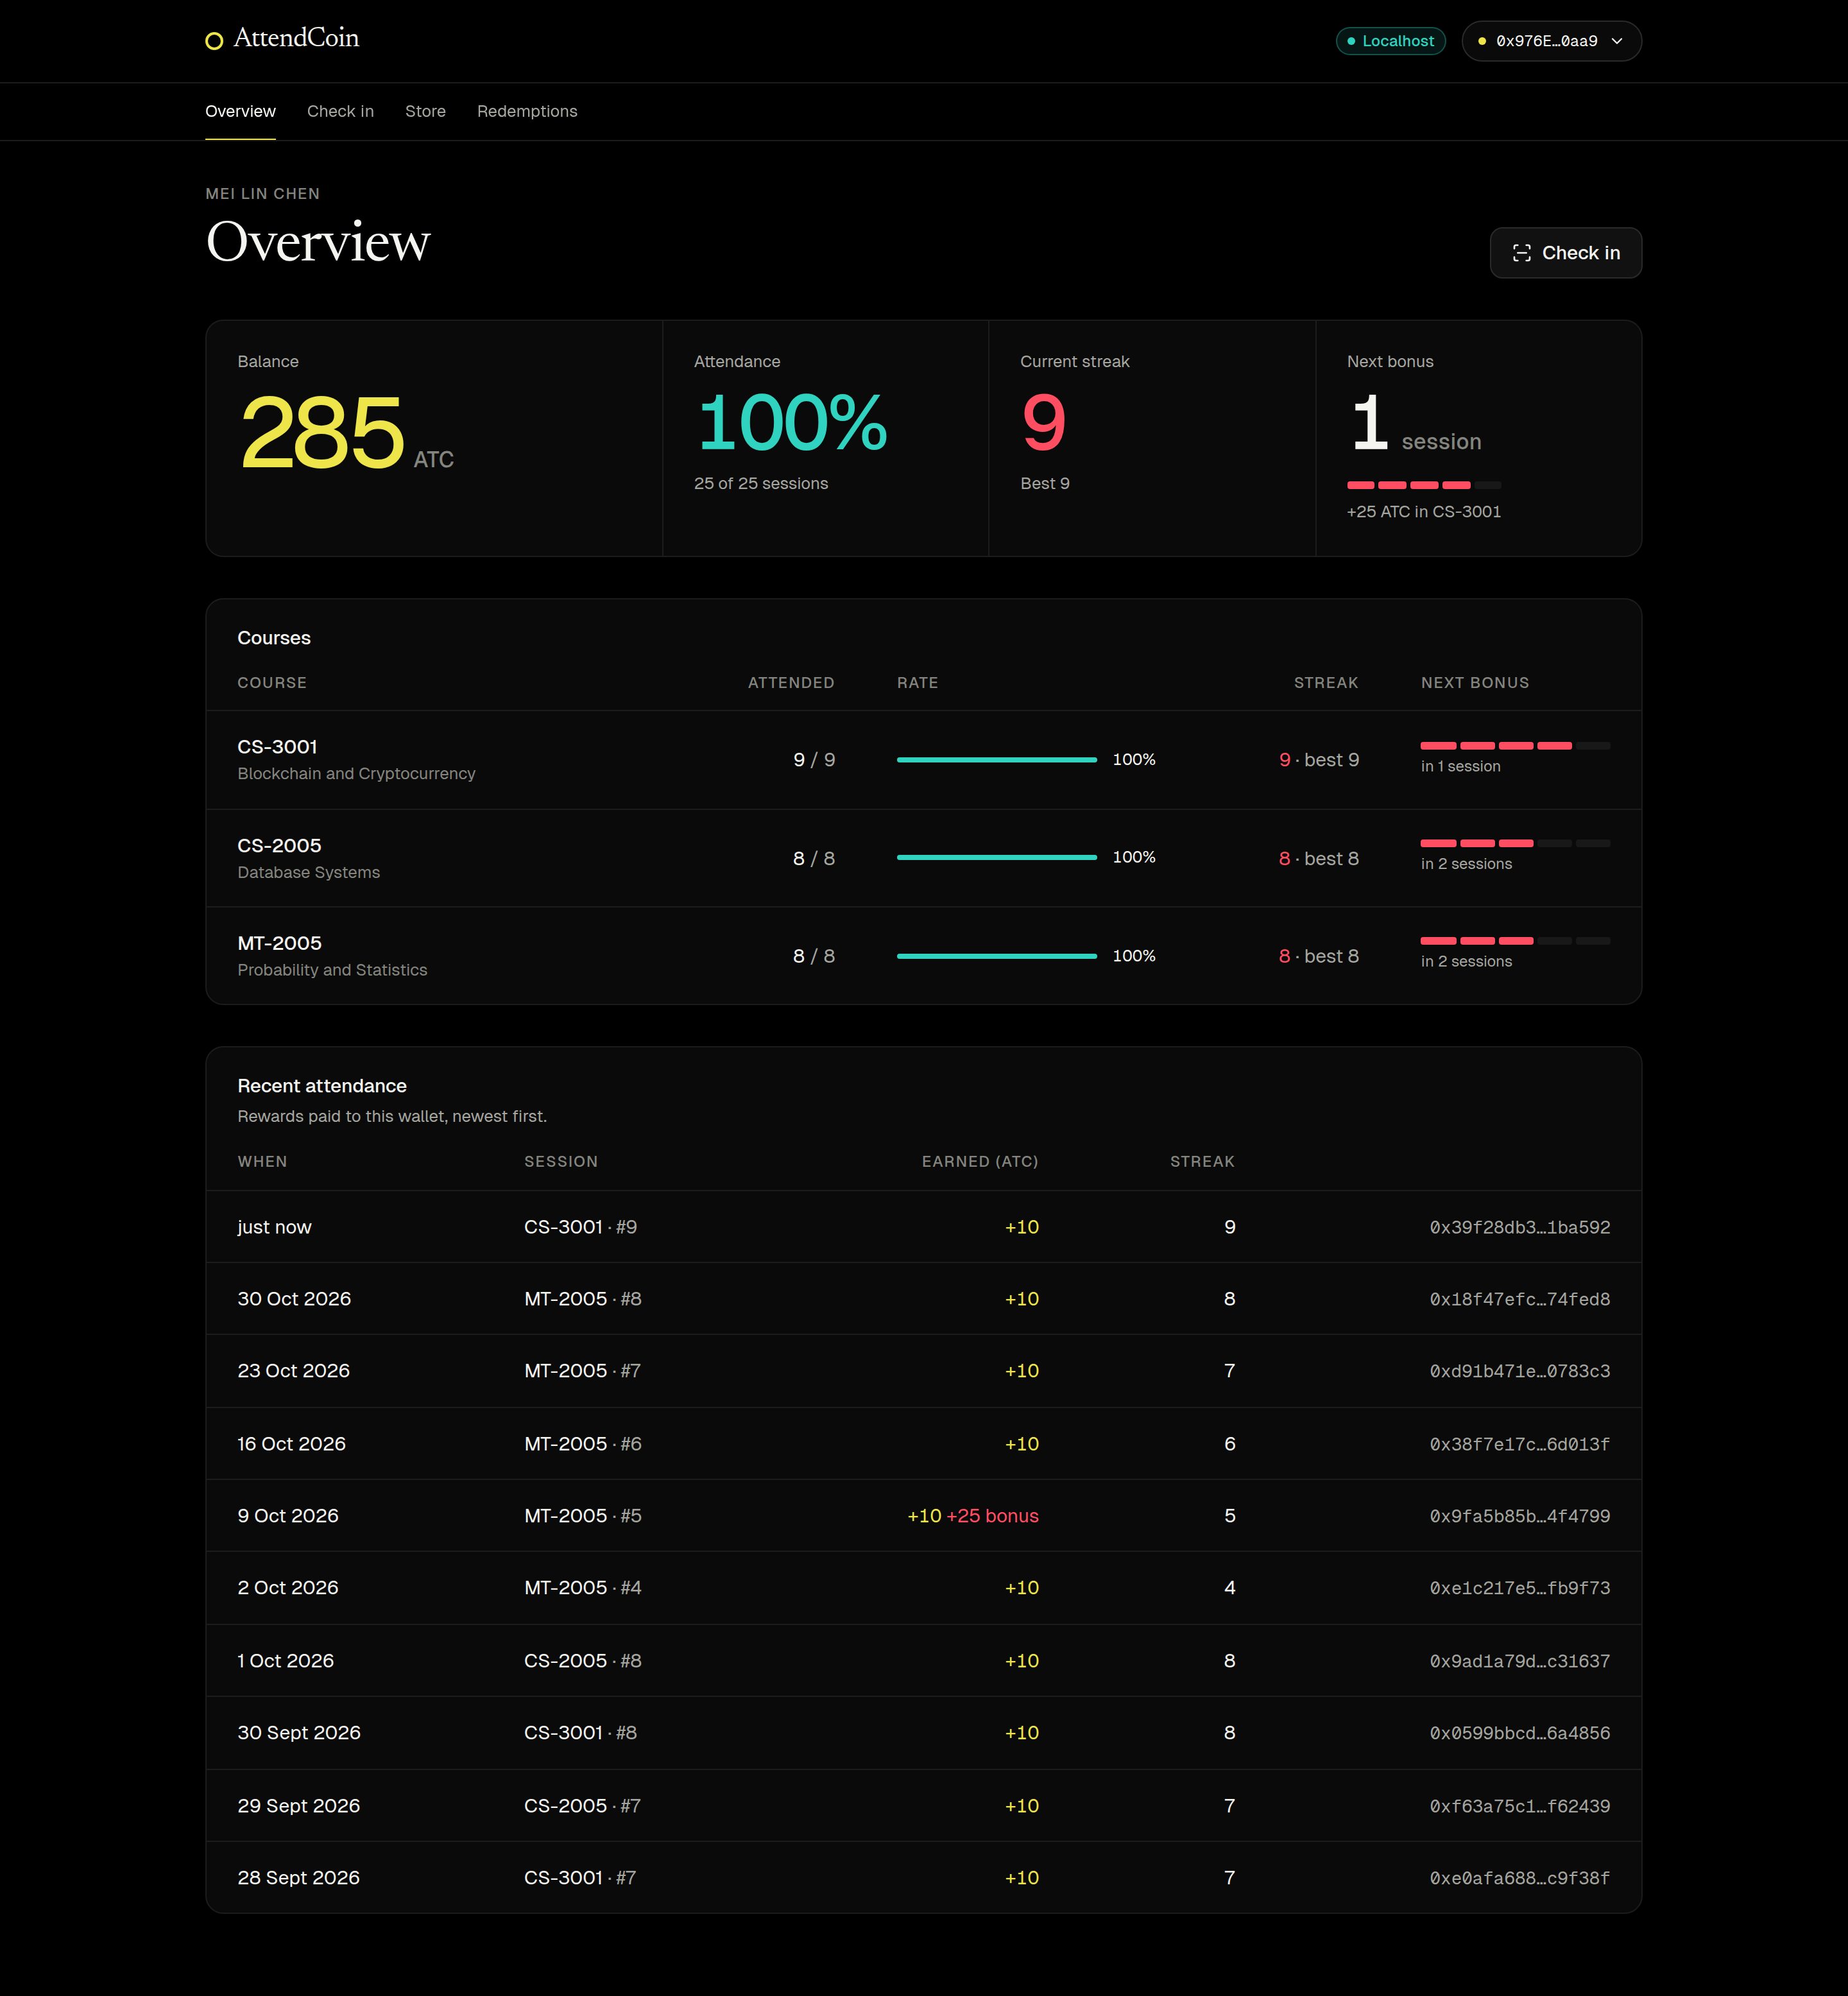 AttendCoin
Localhost
0x976E…0aa9
Overview Check in Store Redemptions
MEI LIN CHEN
Overview
Check in
Balance Attendance Current streak Next bonus
285 ATC 100% 9 1 session
25 of 25 sessions Best 9
+25 ATC in CS-3001
Courses
COURSE ATTENDED RATE STREAK NEXT BONUS
CS-3001
Blockchain and Cryptocurrency
9 / 9 100% 9 · best 9
in 1 session
CS-2005
Database Systems
8 / 8 100% 8 · best 8
in 2 sessions
MT-2005
Probability and Statistics
8 / 8 100% 8 · best 8
in 2 sessions
Recent attendance
Rewards paid to this wallet, newest first.
WHEN SESSION EARNED (ATC) STREAK
just now CS-3001 · #9 +10 9 0x39f28db3…1ba592
30 Oct 2026 MT-2005 · #8 +10 8 0x18f47efc…74fed8
23 Oct 2026 MT-2005 · #7 +10 7 0xd91b471e…0783c3
16 Oct 2026 MT-2005 · #6 +10 6 0x38f7e17c…6d013f
9 Oct 2026 MT-2005 · #5 +10 +25 bonus 5 0x9fa5b85b…4f4799
2 Oct 2026 MT-2005 · #4 +10 4 0xe1c217e5…fb9f73
1 Oct 2026 CS-2005 · #8 +10 8 0x9ad1a79d…c31637
30 Sept 2026 CS-3001 · #8 +10 8 0x0599bbcd…6a4856
29 Sept 2026 CS-2005 · #7 +10 7 0xf63a75c1…f62439
28 Sept 2026 CS-3001 · #7 +10 7 0xe0afa688…c9f38f